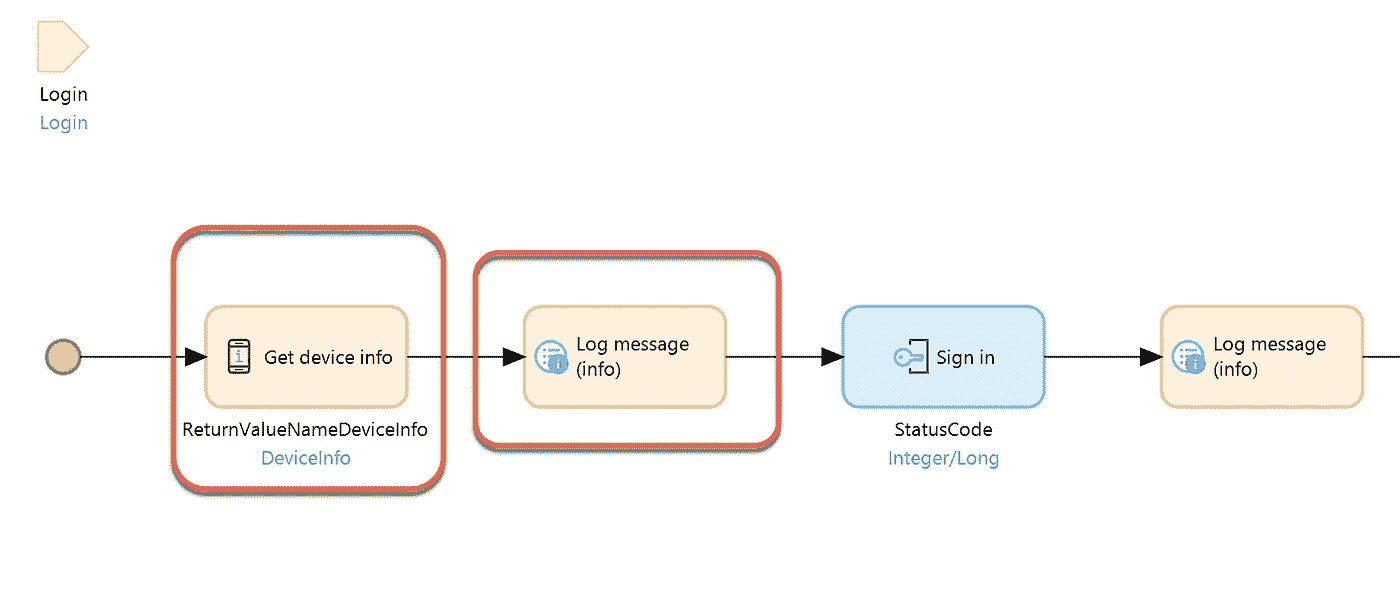 Login
Login
Get device info
ReturnValueNameDeviceInfo
DeviceInfo
Log message
(info)
Sign in
StatusCode
Integer/Long
Log message
(info)